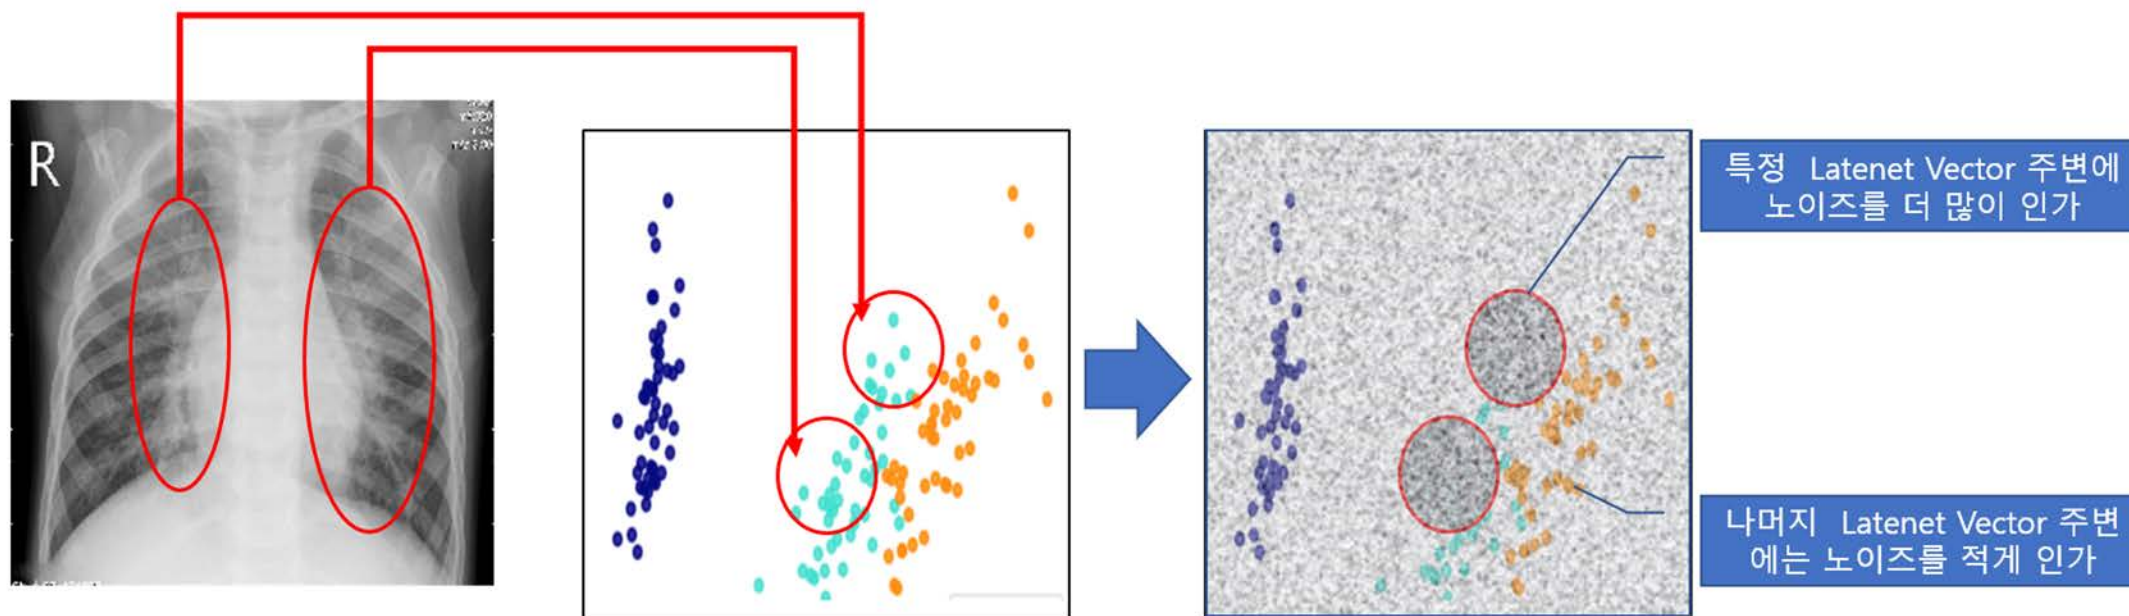 R
특정 Latenet Vector 주변에
노이즈를 더 많이 인가
나머지 Latenet Vector 주변
에는 노이즈를 적게 인가